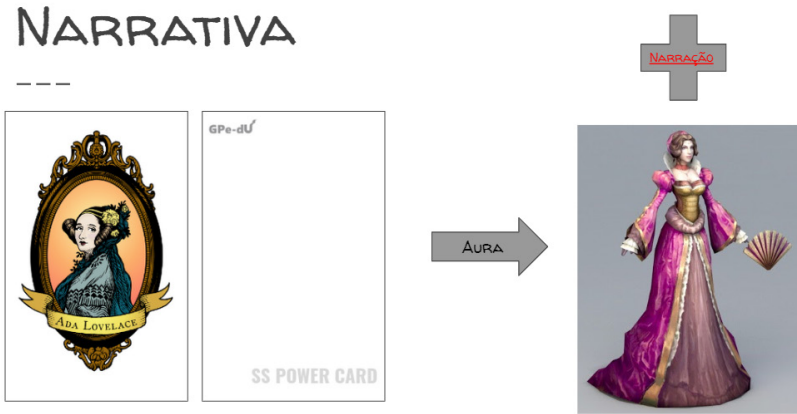 NARRATIVA
NARRAÇÃO
GPe-dU
ADA LOVELACE
AURA
SS POWER CARD